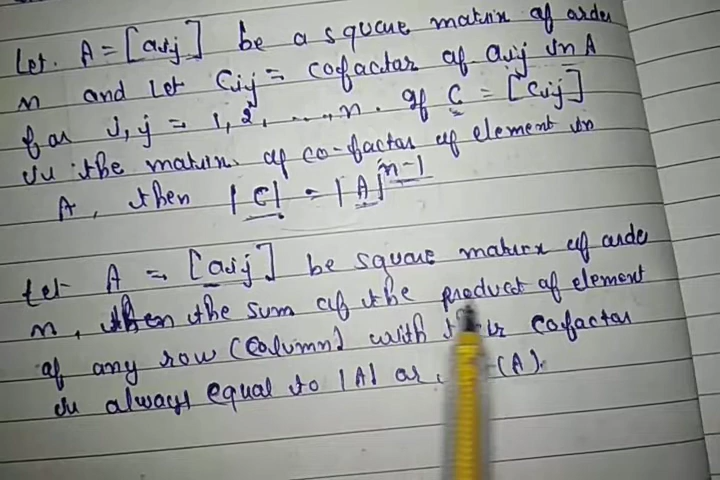 Let. A = [aij] be a square matrix of order
n and let Cij = cofactor of aij in A
for i, j = 1, 2, ....., n. If C = [Cij]
is the matrix of co-factor of element in
A, then |C| = |A|^n-1
Let A = [aij] be square matrix of order
n, then the sum of the product of element
of any row (column) with their cofactor
is always equal to |A| or, (A).